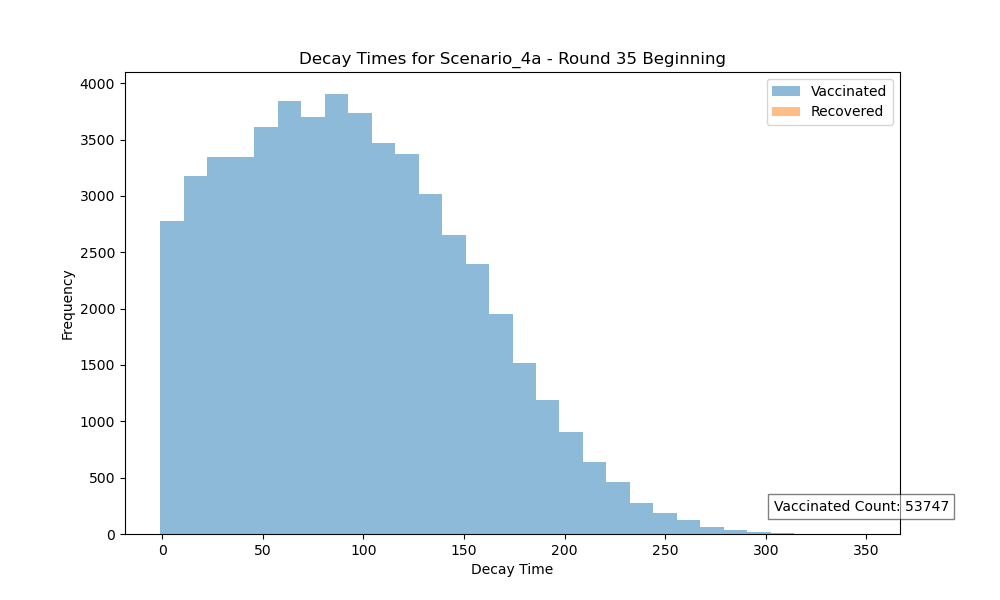 Decay Times for Scenario_4a - Round 35 Beginning
Vaccinated
Recovered
4000
3500
3000
2500
2000
1500
1000
500
0
Frequency
Vaccinated Count: 53747
0 50 100 150 200 250 300 350
Decay Time